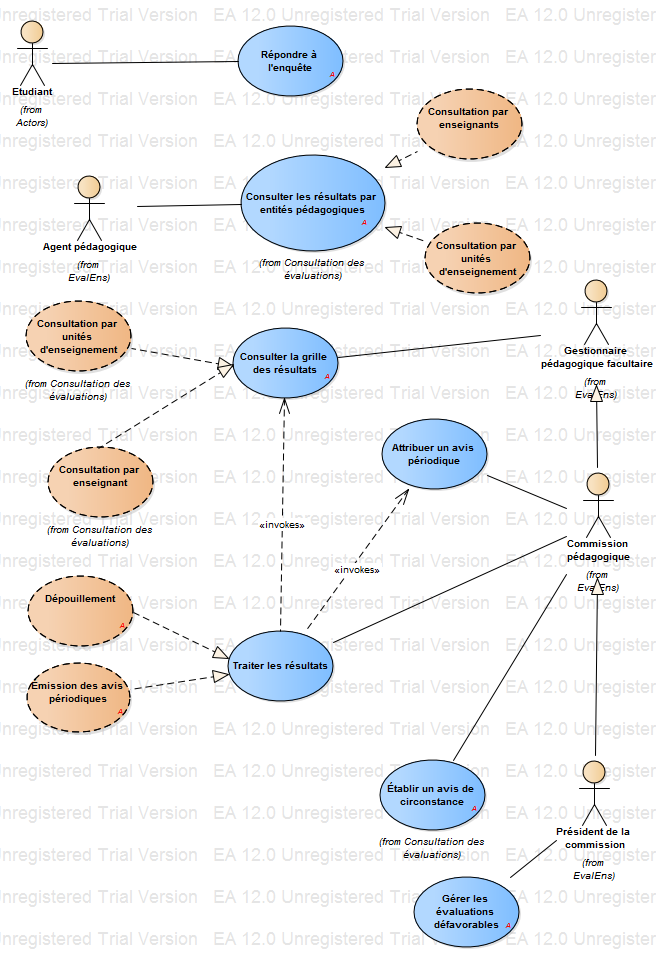 EA 12.0 Unregistered Trial Version
Etudiant
(from
Actors)
Répondre à
l'enquête
A
Consultation par
enseignants
Consulter les résultats par
entités pédagogiques
A
(from Consultation des
évaluations)
Agent pédagogique
(from
EvalEns)
Consultation par
unités
d'enseignement
Consultation par
unités
d'enseignement
(from Consultation des
évaluations)
Consulter la grille
des résultats
A
Gestionnaire
pédagogique facultaire
(from
EvalEns)
Attribuer un avis
périodique
Consultation par
enseignant
(from Consultation des
évaluations)
«invokes»
«invokes»
Commission
pédagogique
(from
EvalEns)
Dépouillement
A
Emission des avis
périodiques
A
Traiter les résultats
Établir un avis de
circonstance
A
(from Consultation des
évaluations)
Président de la
commission
(from
EvalEns)
Gérer les
évaluations
défavorables
A